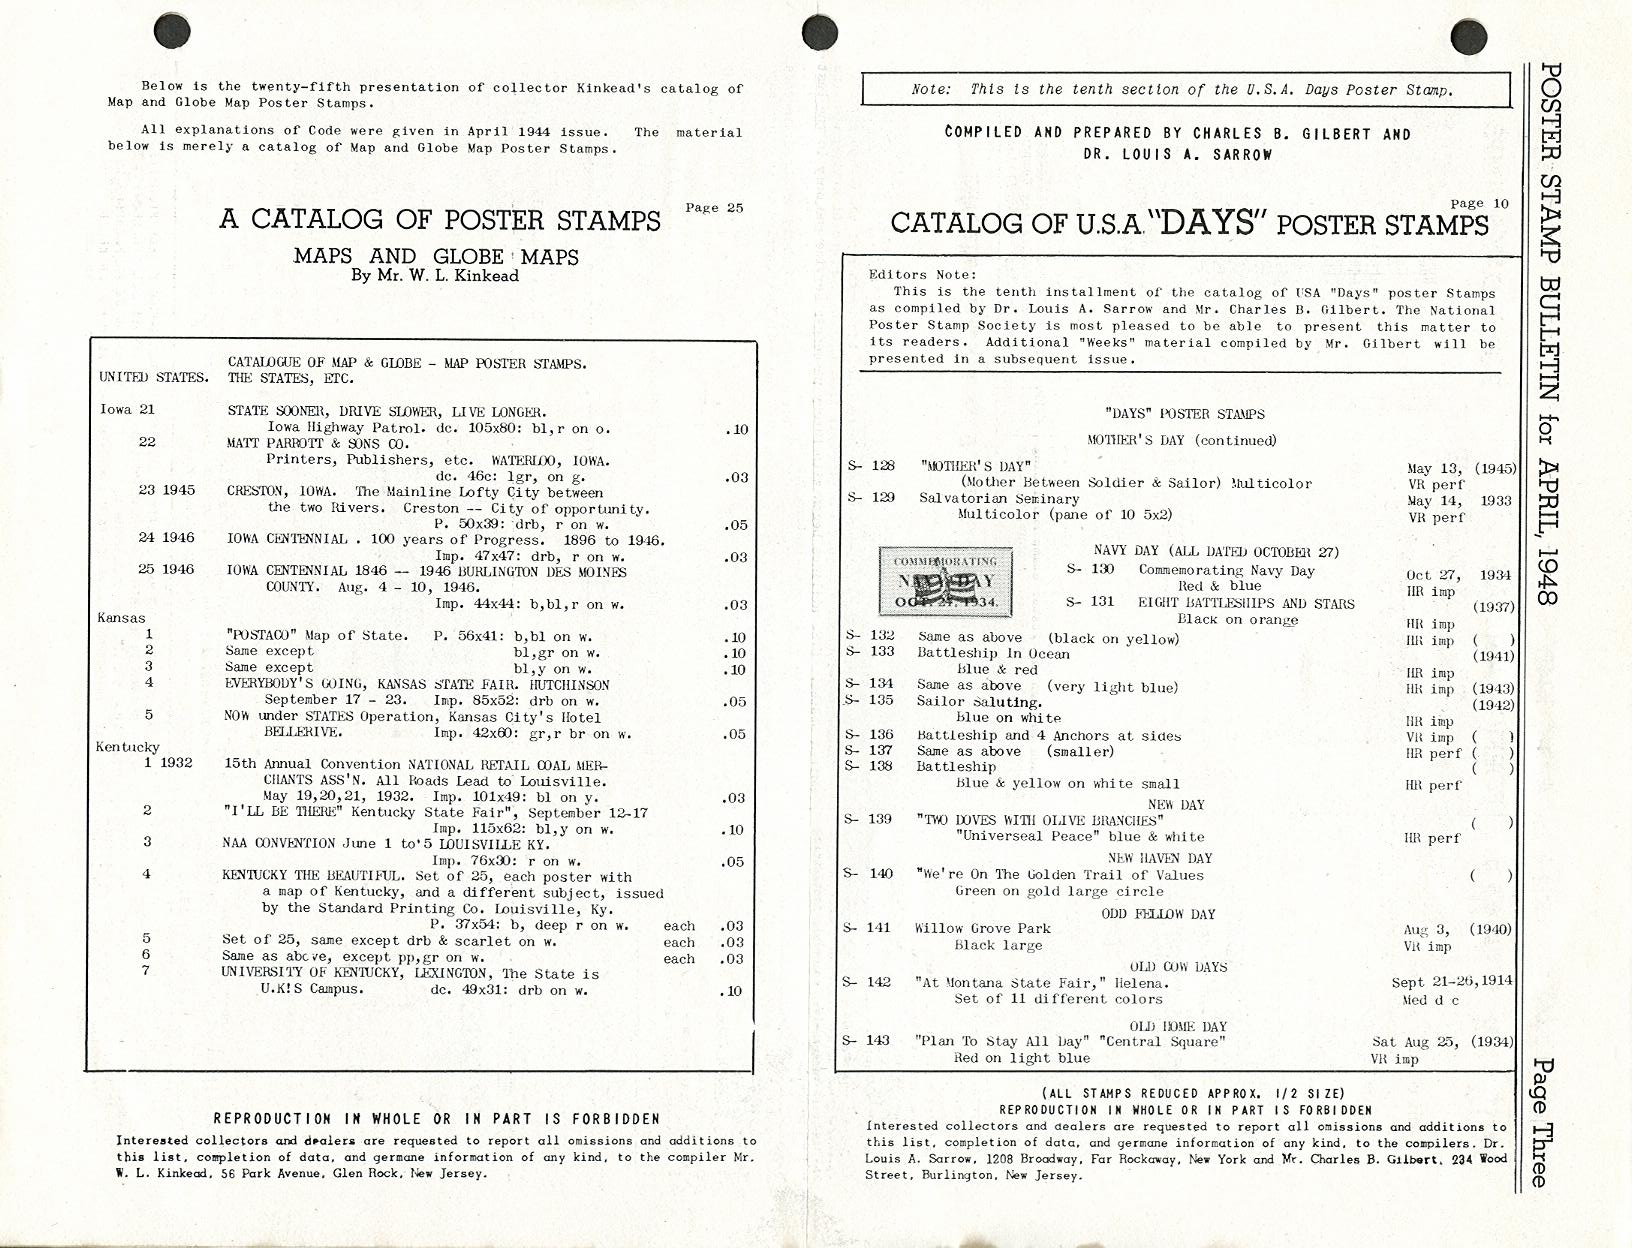 Below is the twenty-fifth presentation of collector Kinkead's catalog of
Map and Globe Map Poster Stamps.
All explanations of Code were given in April 1944 issue. The material
below is merely a catalog of Map and Globe Map Poster Stamps.
Page 25
A CATALOG OF POSTER STAMPS
MAPS AND GLOBE MAPS
By Mr. W. L. Kinkead
CATALOGUE OF MAP & GLOBE - MAP POSTER STAMPS.
UNITED STATES. THE STATES, ETC.
Iowa 21 STATE SOONER, DRIVE SLOWER, LIVE LONGER.
Iowa Highway Patrol. dc. 105x80: bl,r on o. .10
22 MATT PARROTT & SONS CO.
Printers, Publishers, etc. WATERLOO, IOWA.
dc. 46c: lgr, on g. .03
23 1945 CRESTON, IOWA. The Mainline Lofty City between
the two Rivers. Creston -- City of opportunity.
P. 50x39: drb, r on w. .05
24 1946 IOWA CENTENNIAL . 100 years of Progress. 1896 to 1946.
Imp. 47x47: drb, r on w. .03
25 1946 IOWA CENTENNIAL 1846 -- 1946 BURLINGTON DES MOINES
COUNTY. Aug. 4 - 10, 1946.
Imp. 44x44: b,bl,r on w. .03
Kansas
1 "POSTACO" Map of State. P. 56x41: b,bl on w. .10
2 Same except bl,gr on w. .10
3 Same except bl,y on w. .10
4 EVERYBODY'S GOING, KANSAS STATE FAIR. HUTCHINSON
September 17 - 23. Imp. 85x52: drb on w. .05
5 NOW under STATES Operation, Kansas City's Hotel
BELLERIVE. Imp. 42x60: gr,r br on w. .05
Kentucky
1 1932 15th Annual Convention NATIONAL RETAIL COAL MER-
CHANTS ASS'N. All Roads Lead to Louisville.
May 19,20,21, 1932. Imp. 101x49: bl on y. .03
2 "I'LL BE THERE" Kentucky State Fair", September 12-17
Imp. 115x62: bl,y on w. .10
3 NAA CONVENTION June 1 to 5 LOUISVILLE KY.
Imp. 76x30: r on w. .05
4 KENTUCKY THE BEAUTIFUL. Set of 25, each poster with
a map of Kentucky, and a different subject, issued
by the Standard Printing Co. Louisville, Ky.
P. 37x54: b, deep r on w. each .03
5 Set of 25, same except drb & scarlet on w. each .03
6 Same as above, except pp,gr on w. each .03
7 UNIVERSITY OF KENTUCKY, LEXINGTON, The State is
U.K!S Campus. dc. 49x31: drb on w. .10
REPRODUCTION IN WHOLE OR IN PART IS FORBIDDEN
Interested collectors and dealers are requested to report all omissions and additions to
this list, completion of data, and germane information of any kind, to the compiler Mr.
W. L. Kinkead, 56 Park Avenue, Glen Rock, New Jersey.
Note: This is the tenth section of the U.S.A. Days Poster Stamp.
COMPILED AND PREPARED BY CHARLES B. GILBERT AND
DR. LOUIS A. SARROW
Page 10
CATALOG OF U.S.A. "DAYS" POSTER STAMPS
Editors Note:
This is the tenth installment of the catalog of USA "Days" poster Stamps
as compiled by Dr. Louis A. Sarrow and Mr. Charles B. Gilbert. The National
Poster Stamp Society is most pleased to be able to present this matter to
its readers. Additional "Weeks" material compiled by Mr. Gilbert will be
presented in a subsequent issue.
"DAYS" POSTER STAMPS
MOTHER'S DAY (continued)
S- 128 "MOTHER'S DAY" May 13, (1945)
(Mother Between Soldier & Sailor) Multicolor VR perf
S- 129 Salvatorian Seminary May 14, 1933
Multicolor (pane of 10 5x2) VR perf
COMMEMORATING
NAVY DAY
OCT. 27, 1934.
NAVY DAY (ALL DATED OCTOBER 27)
S- 130 Commemorating Navy Day Oct 27, 1934
Red & blue HR imp
S- 131 EIGHT BATTLESHIPS AND STARS (1937)
Black on orange HR imp
S- 132 Same as above (black on yellow) HR imp ( )
S- 133 Battleship In Ocean (1941)
Blue & red HR imp
S- 134 Same as above (very light blue) HR imp (1943)
S- 135 Sailor Saluting. (1942)
Blue on white HR imp
S- 136 Battleship and 4 Anchors at sides VR imp ( )
S- 137 Same as above (smaller) HR perf ( )
S- 138 Battleship ( )
Blue & yellow on white small HR perf
NEW DAY
S- 139 "TWO DOVES WITH OLIVE BRANCHES" ( )
"Universeal Peace" blue & white HR perf
NEW HAVEN DAY
S- 140 "We're On The Golden Trail of Values ( )
Green on gold large circle
ODD FELLOW DAY
S- 141 Willow Grove Park Aug 3, (1940)
Black large VR imp
OLD COW DAYS
S- 142 "At Montana State Fair," Helena. Sept 21-26,1914
Set of 11 different colors Med d c
OLD HOME DAY
S- 143 "Plan To Stay All Day" "Central Square" Sat Aug 25, (1934)
Red on light blue VR imp
(ALL STAMPS REDUCED APPROX. 1/2 SIZE)
REPRODUCTION IN WHOLE OR IN PART IS FORBIDDEN
Interested collectors and dealers are requested to report all omissions and additions to
this list, completion of data, and germane information of any kind, to the compilers. Dr.
Louis A. Sarrow, 1208 Broadway, Far Rockaway, New York and Mr. Charles B. Gilbert, 234 Wood
Street, Burlington, New Jersey.
POSTER STAMP BULLETIN for APRIL, 1948
Page Three